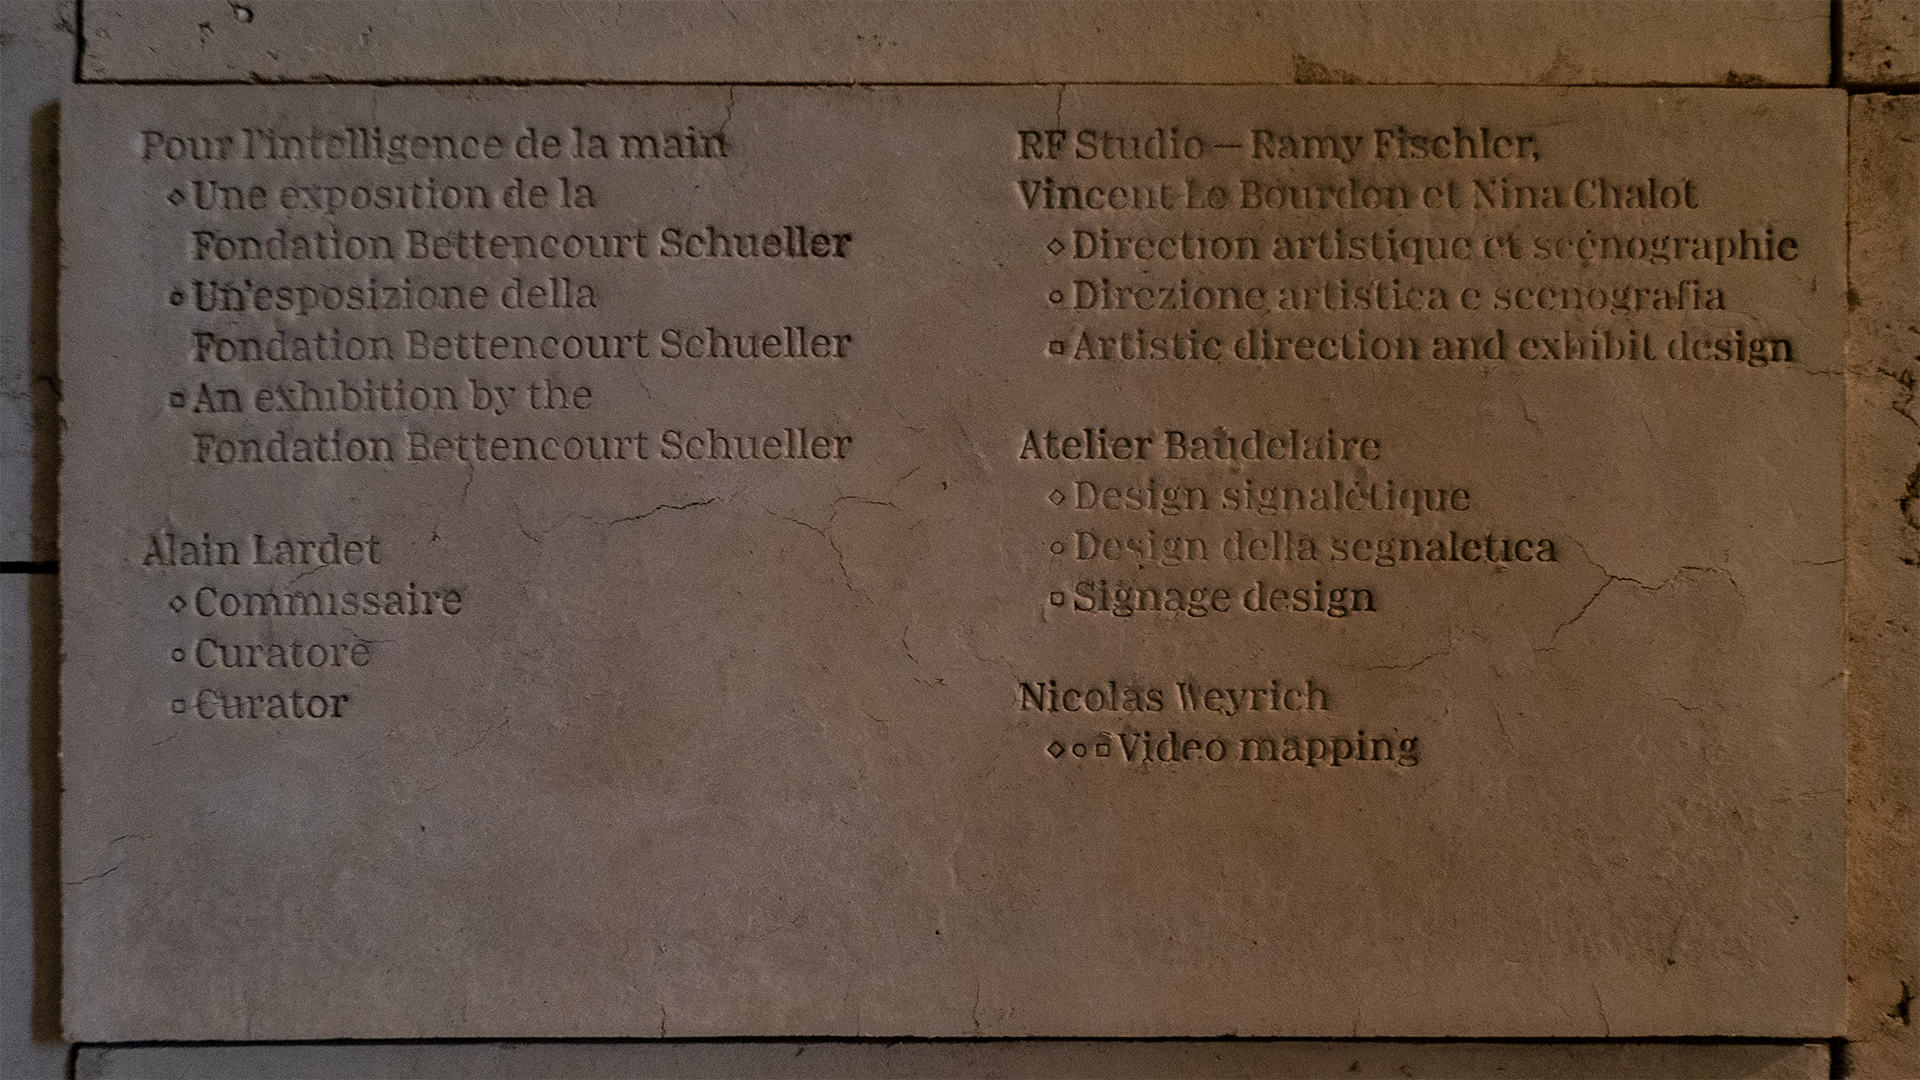 Pour l'intelligence de la main
◇Une exposition de la
Fondation Bettencourt Schueller
○Un'esposizione della
Fondation Bettencourt Schueller
□An exhibition by the
Fondation Bettencourt Schueller
Alain Lardet
◇Commissaire
○Curatore
□Curator
RF Studio – Ramy Fischler,
Vincent Le Bourdon et Nina Chalot
◇Direction artistique et scénographie
○Direzione artistica e scenografia
□Artistic direction and exhibit design
Atelier Baudelaire
◇Design signalétique
○Design della segnaletica
□Signage design
Nicolas Weyrich
◇○□Video mapping